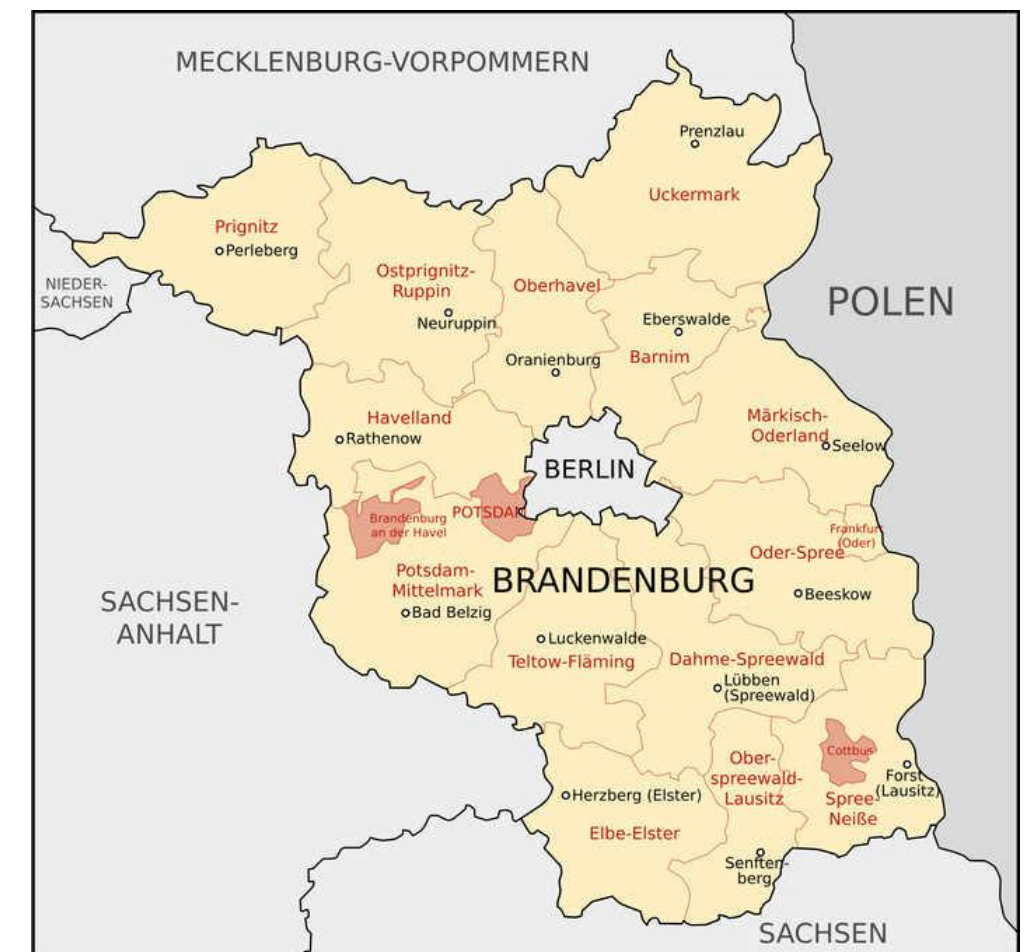 MECKLENBURG-VORPOMMERN
Prenzlau
Uckermark
Prignitz
Perleberg
NIEDER-
SACHSEN
Ostprignitz-
Ruppin
Neuruppin
Oberhavel
Oranienburg
Eberswalde
Barnim
POLEN
Havelland
Rathenow
Märkisch-
Oderland
Seelow
BERLIN
Brandenburg
an der Havel
POTSDAM
Frankfurt
(Oder)
Oder-Spree
Beeskow
Potsdam-
Mittelmark
Bad Belzig
BRANDENBURG
SACHSEN-
ANHALT
Luckenwalde
Teltow-Fläming
Dahme-Spreewald
Lübben
(Spreewald)
Cottbus
Forst
(Lausitz)
Ober-
spreewald-
Lausitz
Spree-
Neiße
Herzberg (Elster)
Elbe-Elster
Senften-
berg
SACHSEN